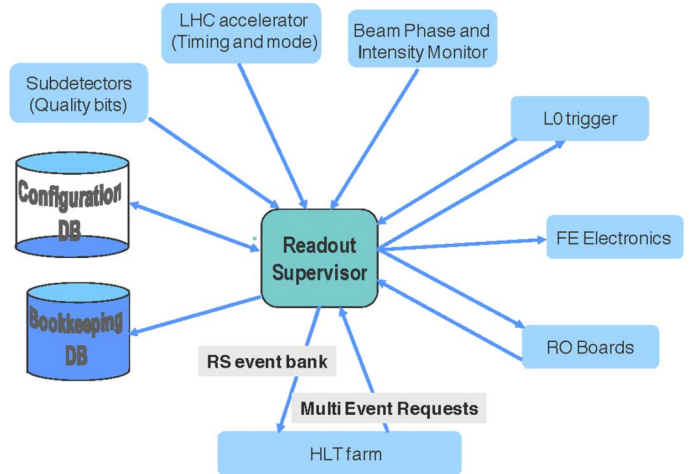 LHC accelerator
(Timing and mode)
Beam Phase and
Intensity Monitor
Subdetectors
(Quality bits)
L0 trigger
Configuration
DB
Readout
Supervisor
FE Electronics
Bookkeeping
DB
RO Boards
RS event bank
Multi Event Requests
HLT farm